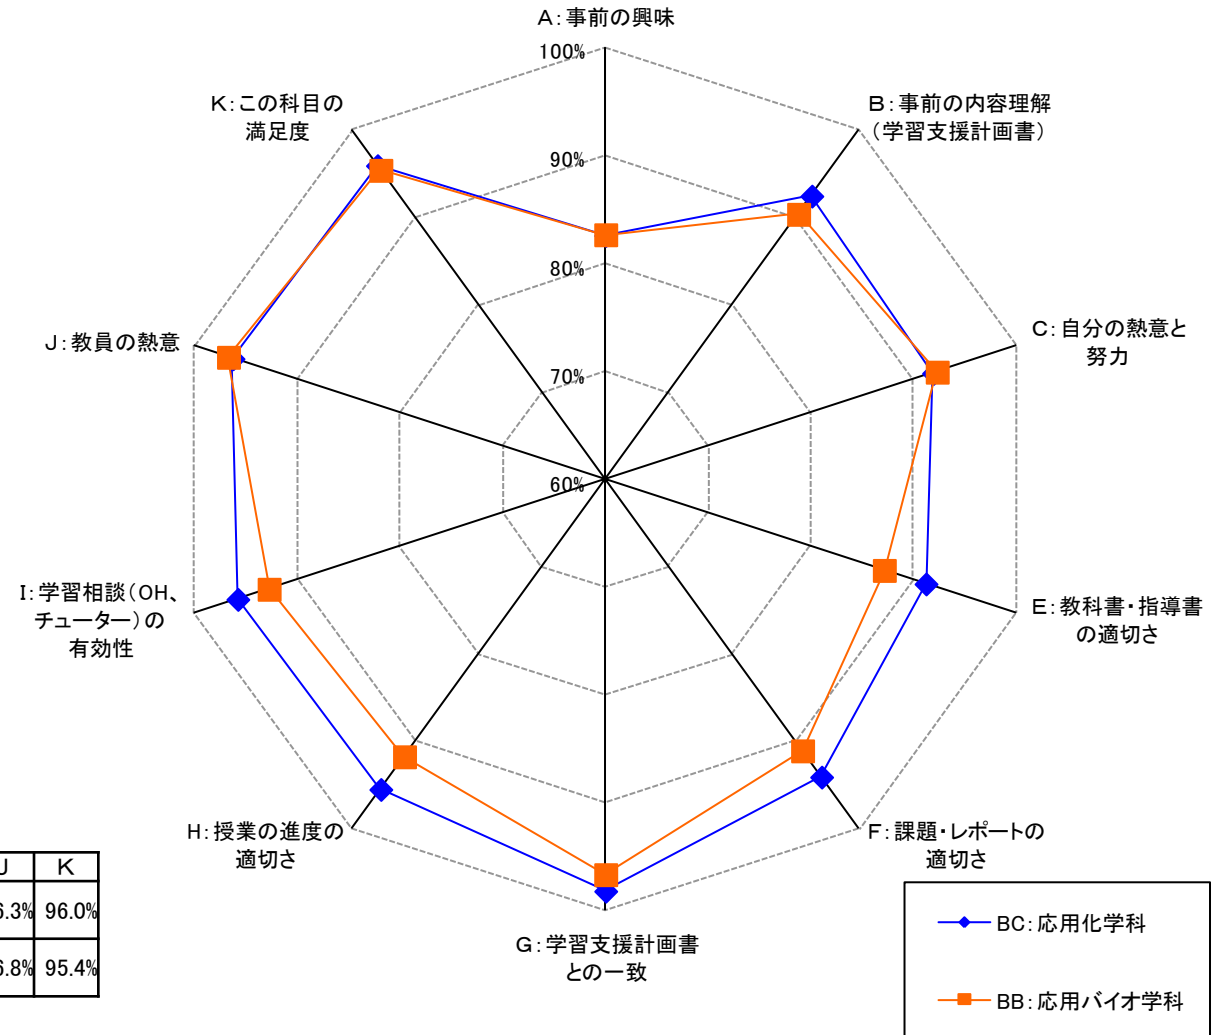 A:事前の興味
100%
K:この科目の
満足度
B:事前の内容理解
(学習支援計画書)
90%
80%
C:自分の熱意と
努力
J:教員の熱意
70%
60%
I:学習相談(OH、
チューター)の
有効性
E:教科書・指導書
の適切さ
H:授業の進度の
適切さ
F:課題・レポートの
適切さ
J K
96.0%
95.4%
G:学習支援計画書
との一致
BC:応用化学科
BB:応用バイオ学科